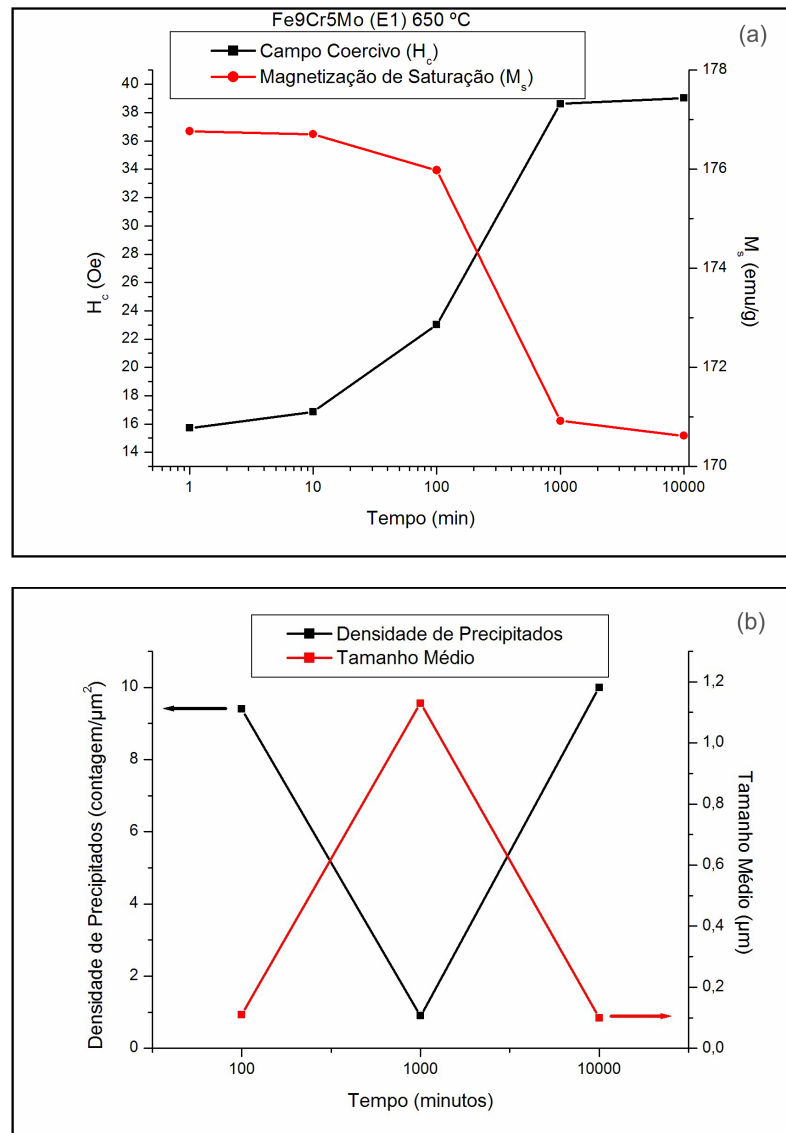 Fe9Cr5Mo (E1) 650 ºC
(a)
Campo Coercivo (Hc)
Magnetização de Saturação (Ms)
40
38
36
34
32
30
28
26
24
22
20
18
16
14
Hc (Oe)
178
176
174
172
170
Ms (emu/g)
1 10 100 1000 10000
Tempo (min)
(b)
Densidade de Precipitados
Tamanho Médio
10
8
6
4
2
0
Densidade de Precipitados (contagem/µm²)
1,2
1,0
0,8
0,6
0,4
0,2
0,0
Tamanho Médio (µm)
100 1000 10000
Tempo (minutos)